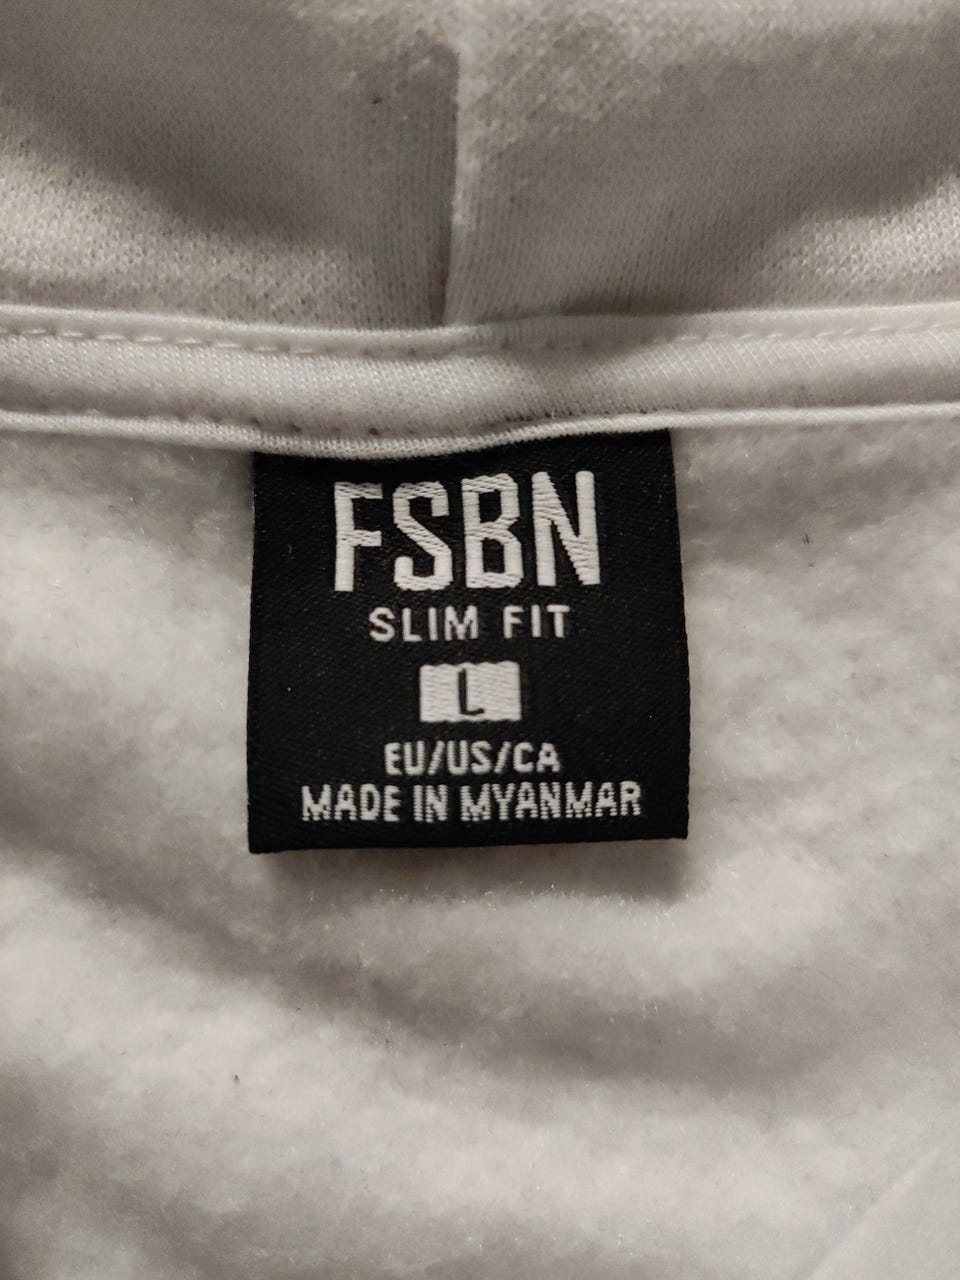 FSBN
SLIM FIT
L
EU/US/CA
MADE IN MYANMAR